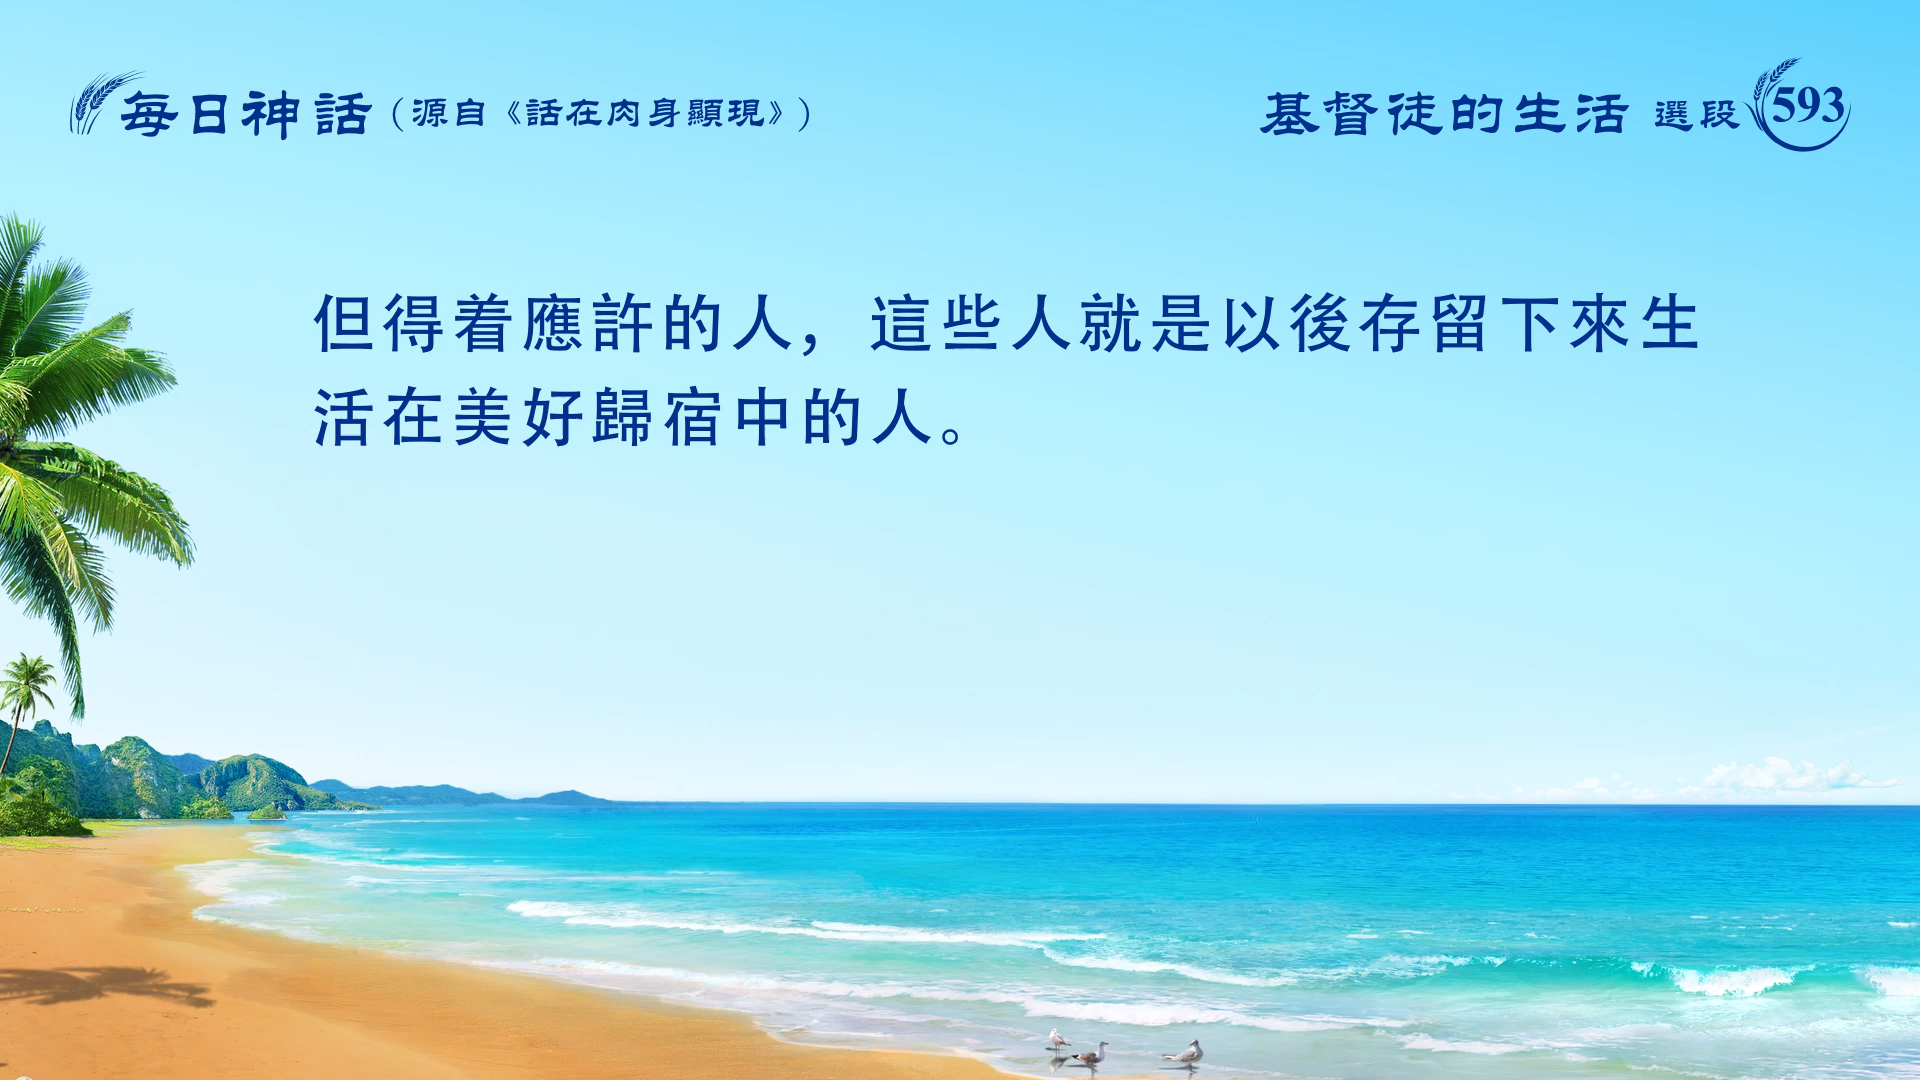 每日神話（源自《話在肉身顯現》）
基督徒的生活 選段 593
但得着應許的人，這些人就是以後存留下來生
活在美好歸宿中的人。